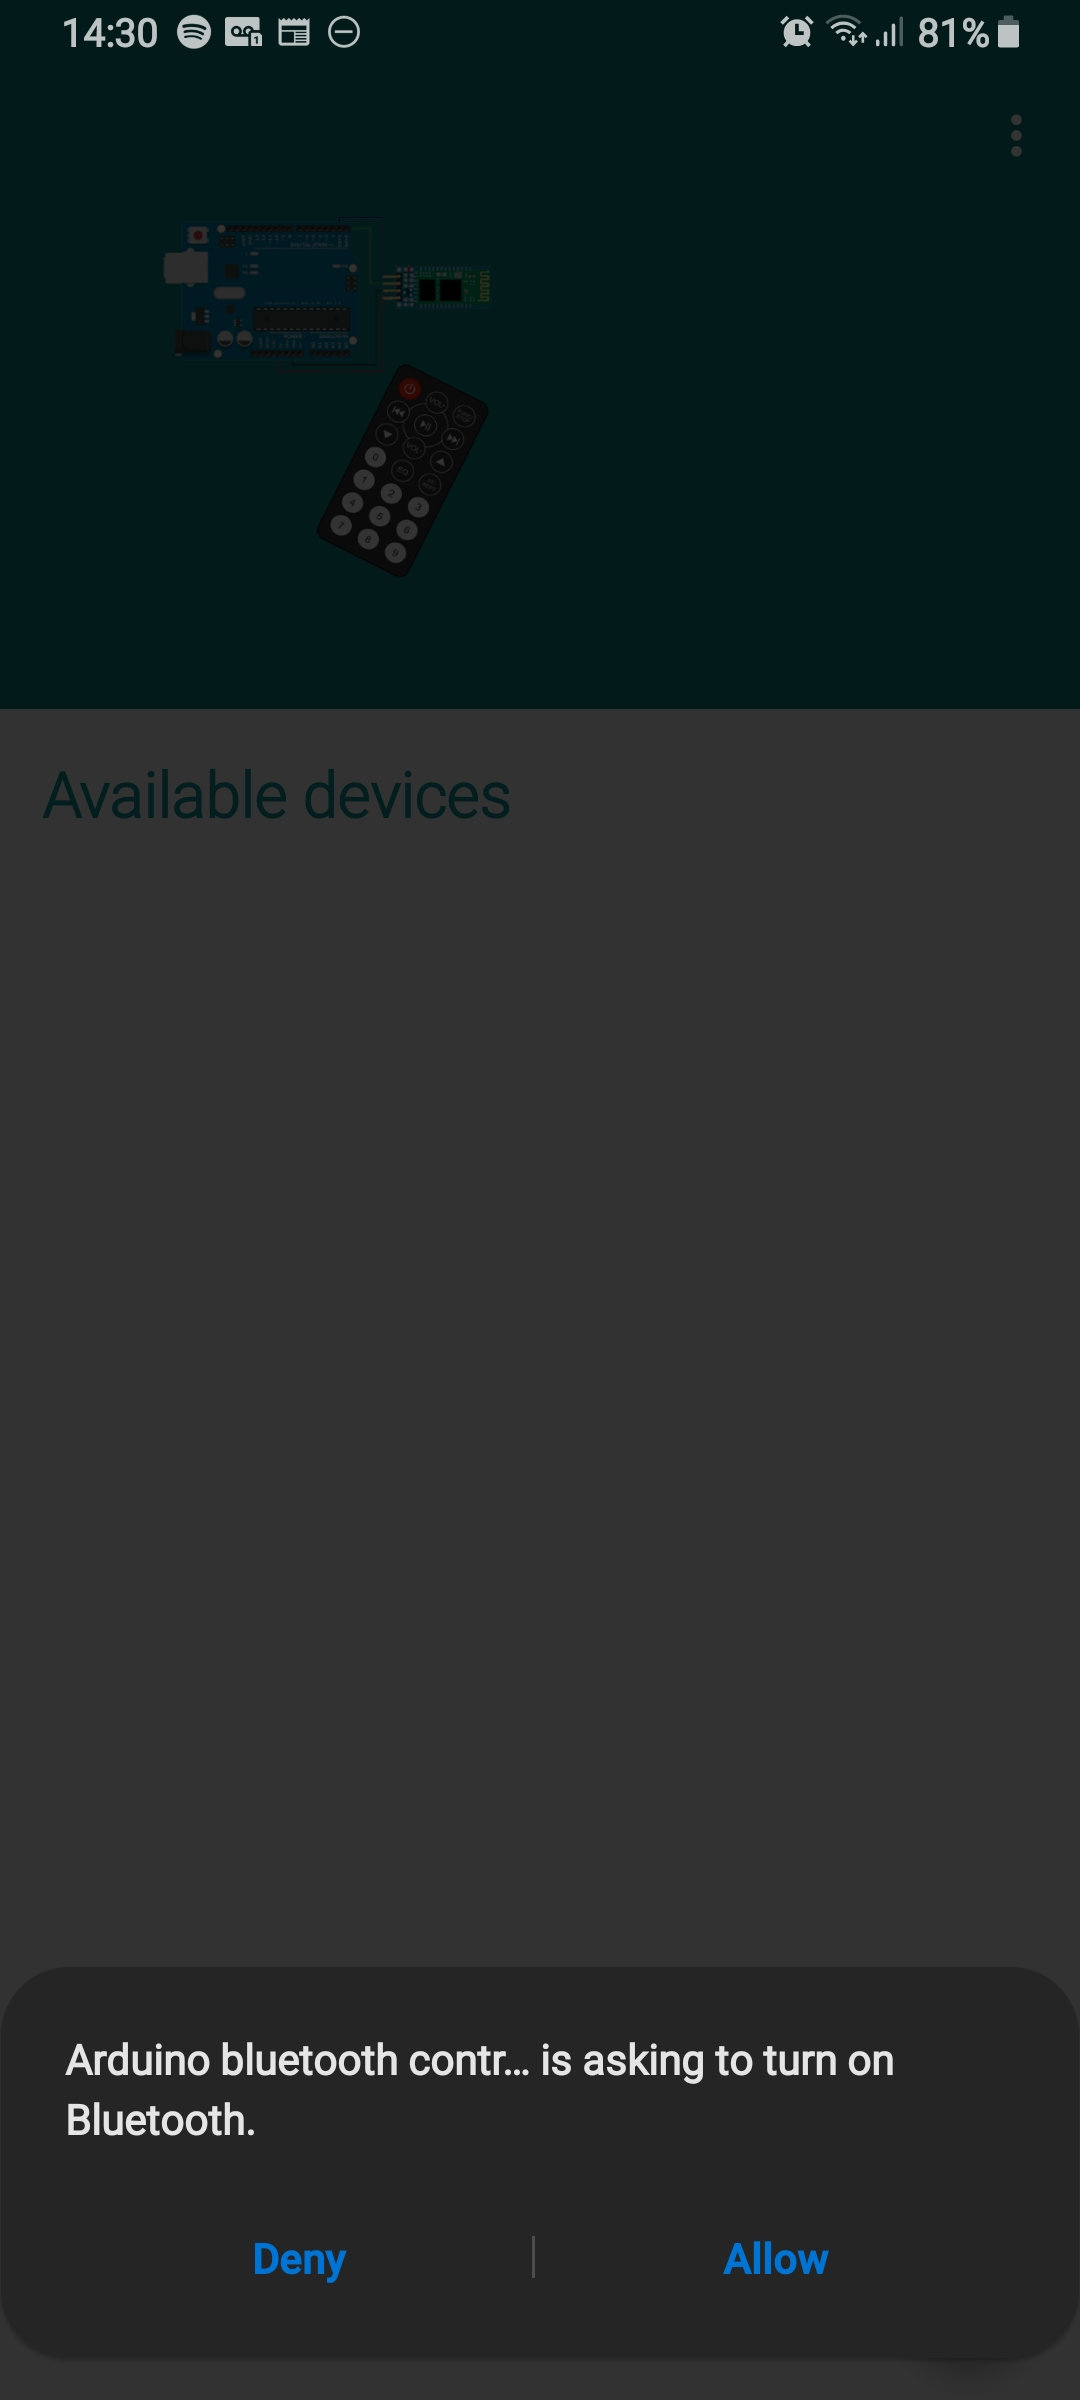 14:30
81%
Available devices
Arduino bluetooth contr... is asking to turn on
Bluetooth.
Deny
Allow